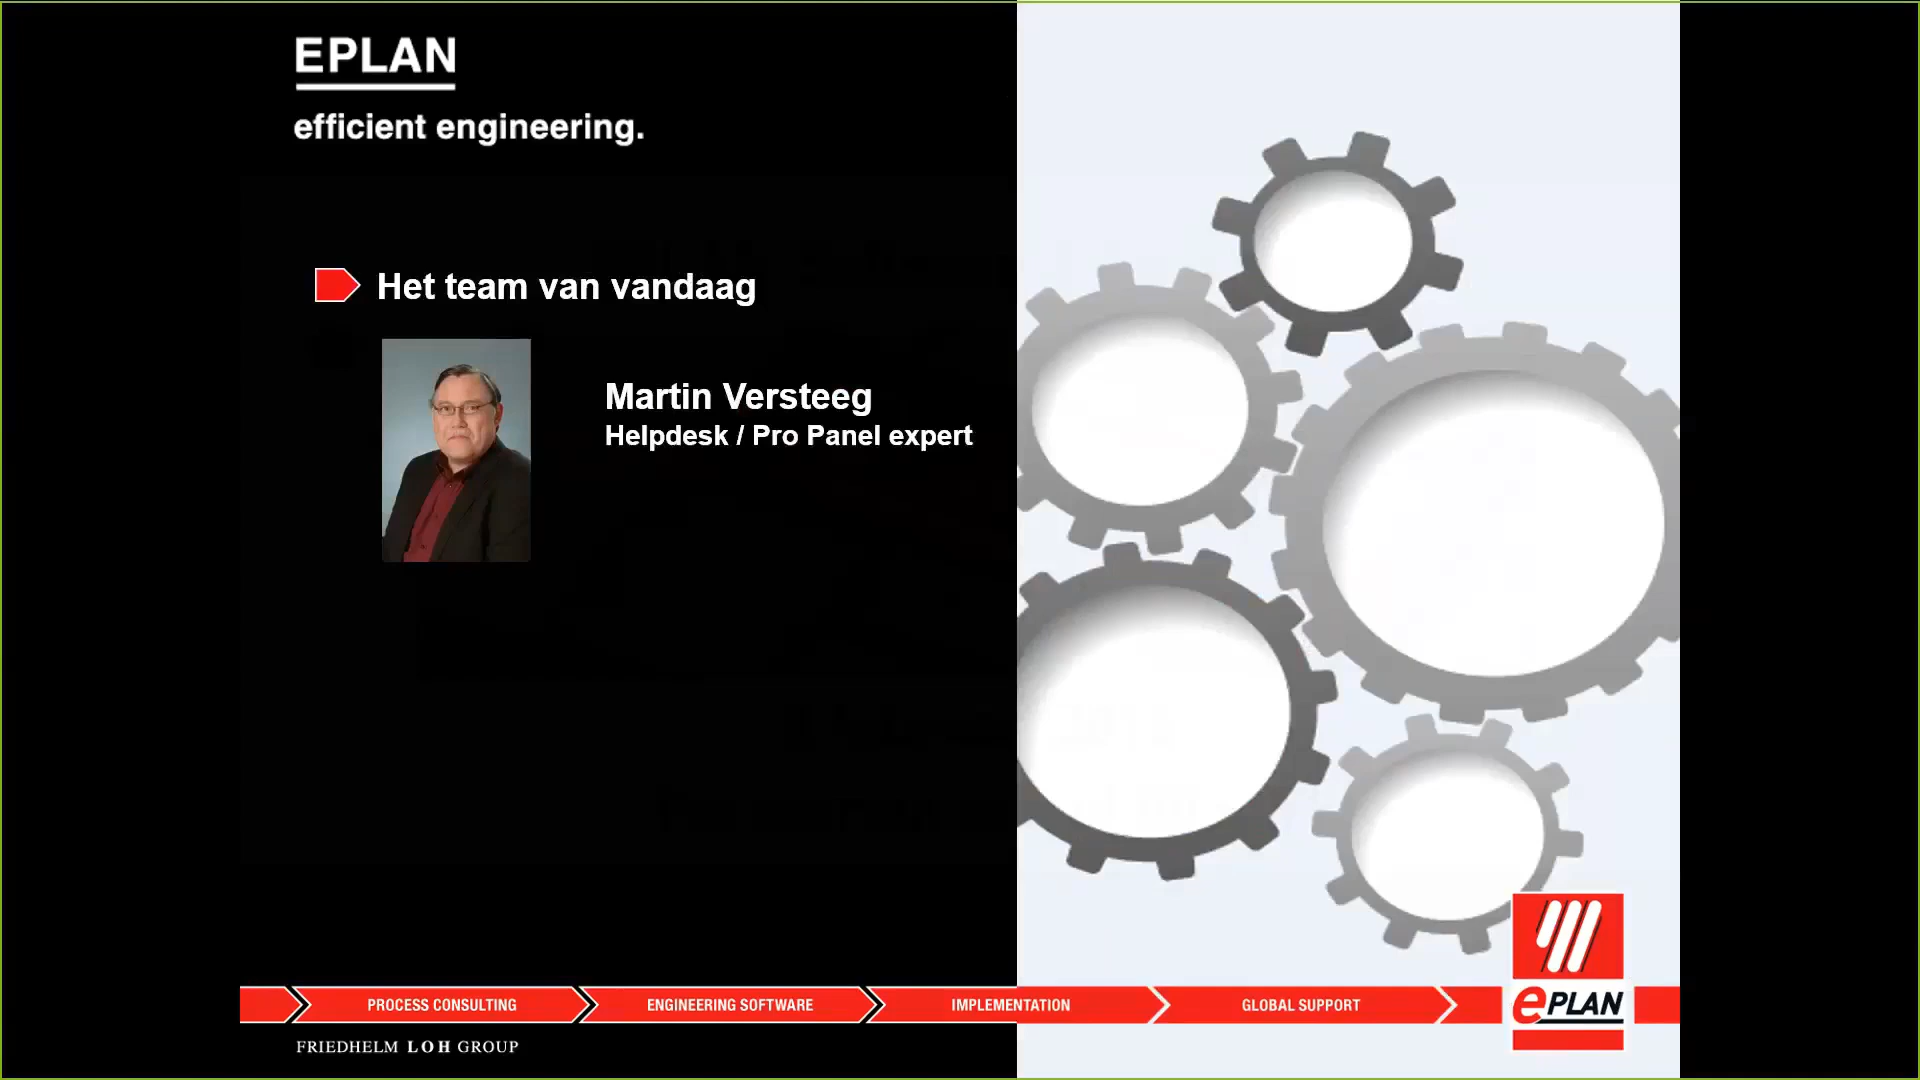 EPLAN
efficient engineering.
Het team van vandaag
Martin Versteeg
Helpdesk / Pro Panel expert
PROCESS CONSULTING
ENGINEERING SOFTWARE
IMPLEMENTATION
GLOBAL SUPPORT
ePLAN
FRIEDHELM LOH GROUP